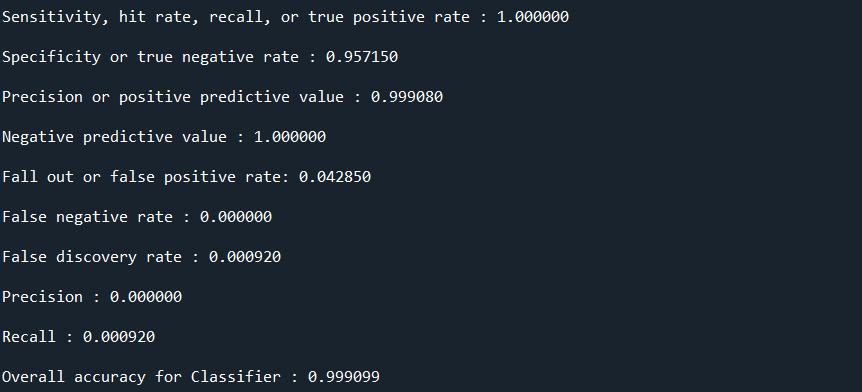 Sensitivity, hit rate, recall, or true positive rate : 1.000000
Specificity or true negative rate : 0.957150
Precision or positive predictive value : 0.999080
Negative predictive value : 1.000000
Fall out or false positive rate: 0.042850
False negative rate : 0.000000
False discovery rate : 0.000920
Precision : 0.000000
Recall : 0.000920
Overall accuracy for Classifier : 0.999099